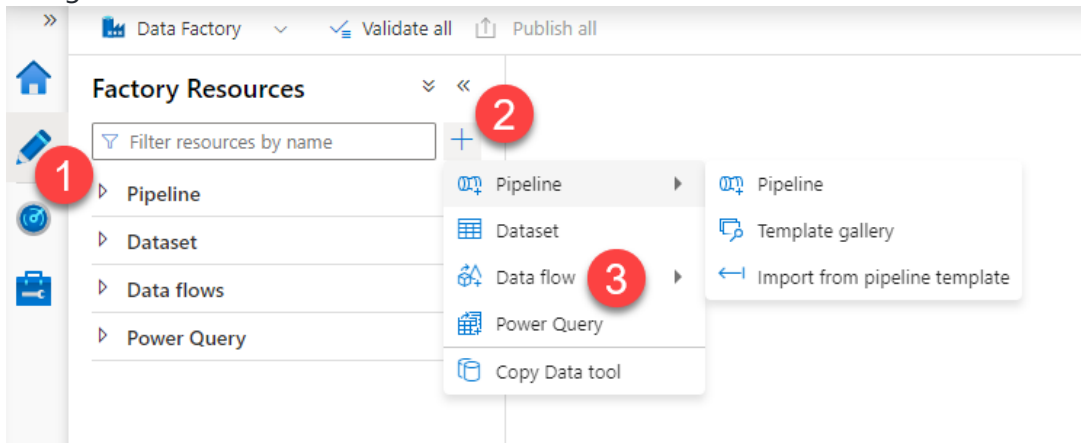 Data Factory
Validate all
Publish all
Factory Resources
2
Filter resources by name
1
Pipeline
Dataset
Data flows
Power Query
Pipeline
Dataset
Data flow
3
Power Query
Copy Data tool
Pipeline
Template gallery
Import from pipeline template